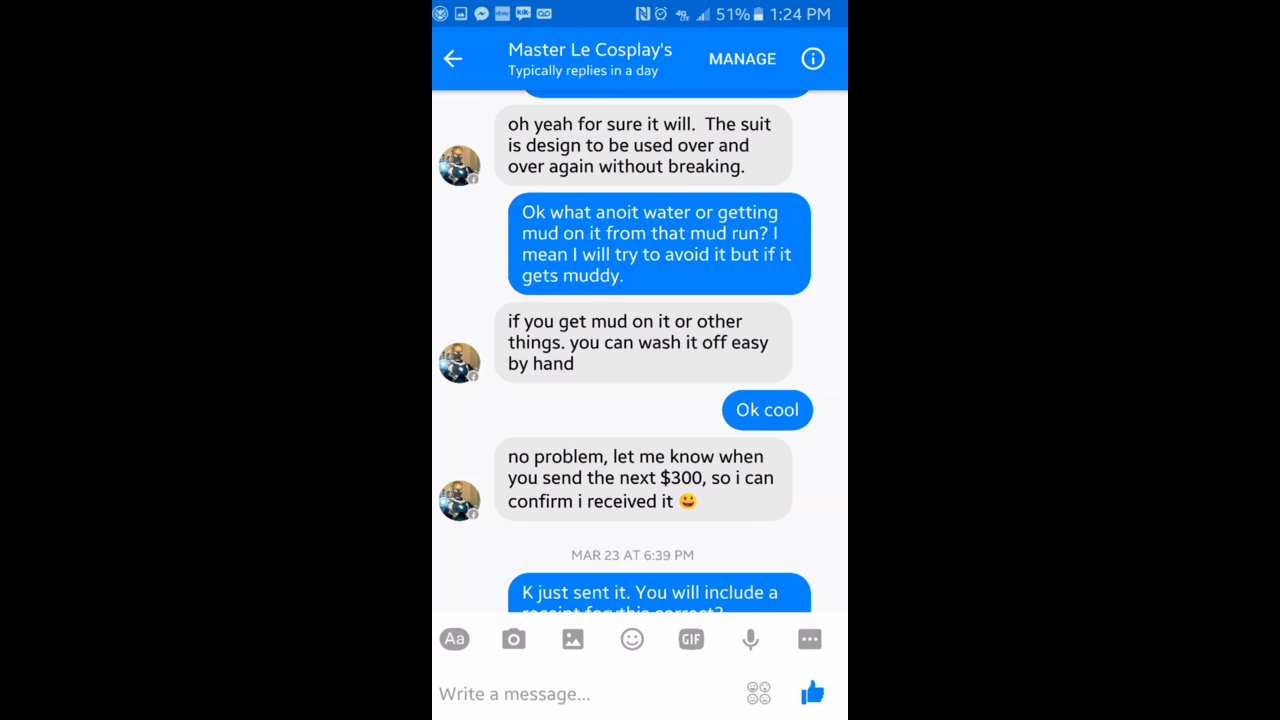 51% 1:24 PM
Master Le Cosplay's
MANAGE
Typically replies in a day
oh yeah for sure it will. The suit
is design to be used over and
over again without breaking.
Ok what anoit water or getting
mud on it from that mud run? I
mean I will try to avoid it but if it
gets muddy.
if you get mud on it or other
things. you can wash it off easy
by hand
Ok cool
no problem, let me know when
you send the next $300, so i can
confirm i received it 😀
MAR 23 AT 6:39 PM
K just sent it. You will include a
receipt for this correct?
Aa
GIF
Write a message...